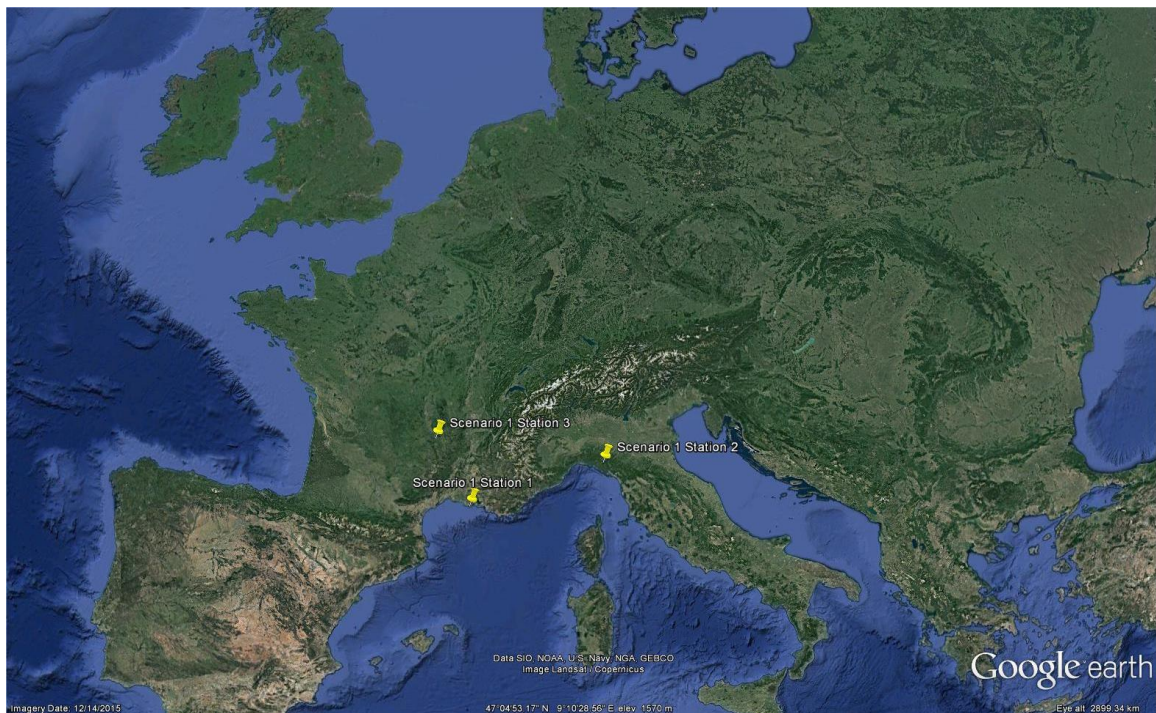 Scenario 1 Station 3
Scenario 1 Station 2
Scenario 1 Station 1
Data SIO, NOAA, U.S. Navy, NGA, GEBCO
Image Landsat / Copernicus
Google earth
Imagery Date: 12/14/2015
47°04'53.17" N   9°10'28.56" E elev 1570 m
Eye alt 2899.34 km